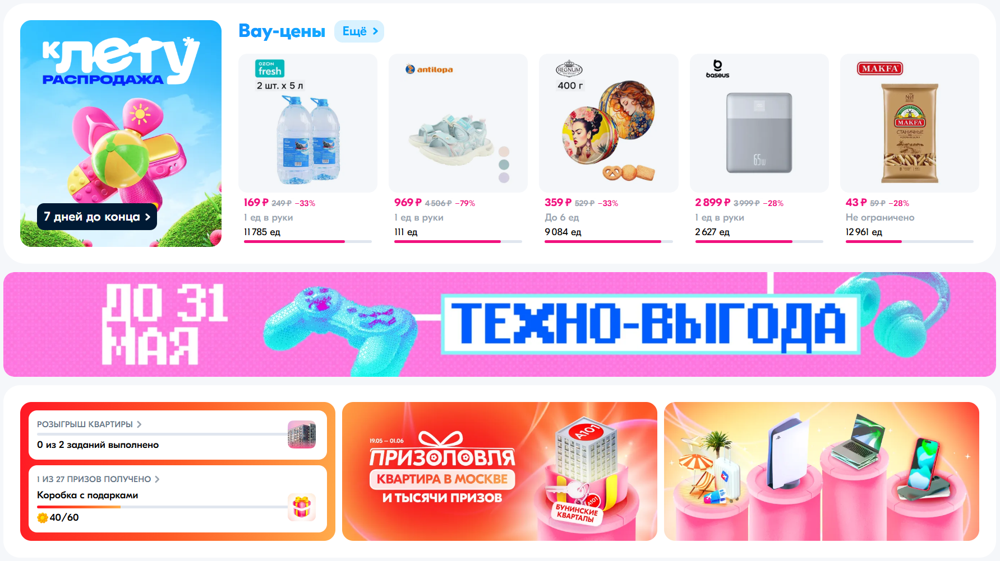 к лету
РАСПРОДАЖА
7 дней до конца
Вау-цены
Ещё
OZON
fresh
2 шт. x 5 л
169 ₽ 249 ₽ −33%
1 ед в руки
11 785 ед
antilopa
969 ₽ 4 506 ₽ −79%
1 ед в руки
111 ед
REGNUM
400 г
359 ₽ 529 ₽ −33%
До 6 ед
9 084 ед
baseus
65w
2 899 ₽ 3 999 ₽ −28%
1 ед в руки
2 627 ед
MAKFA
№1
MAKFA
СТАНИЧНЫЕ
43 ₽ 59 ₽ −28%
Не ограничено
12 961 ед
ДО 31
МАЯ
ТЕХНО-ВЫГОДА
РОЗЫГРЫШ КВАРТИРЫ
0 из 2 заданий выполнено
1 ИЗ 27 ПРИЗОВ ПОЛУЧЕНО
Коробка с подарками
40/60
19.05 – 01.06
ПРИЗОЛОВЛЯ
КВАРТИРА В МОСКВЕ
И ТЫСЯЧИ ПРИЗОВ
А101
А101
БУНИНСКИЕ
КВАРТАЛЫ